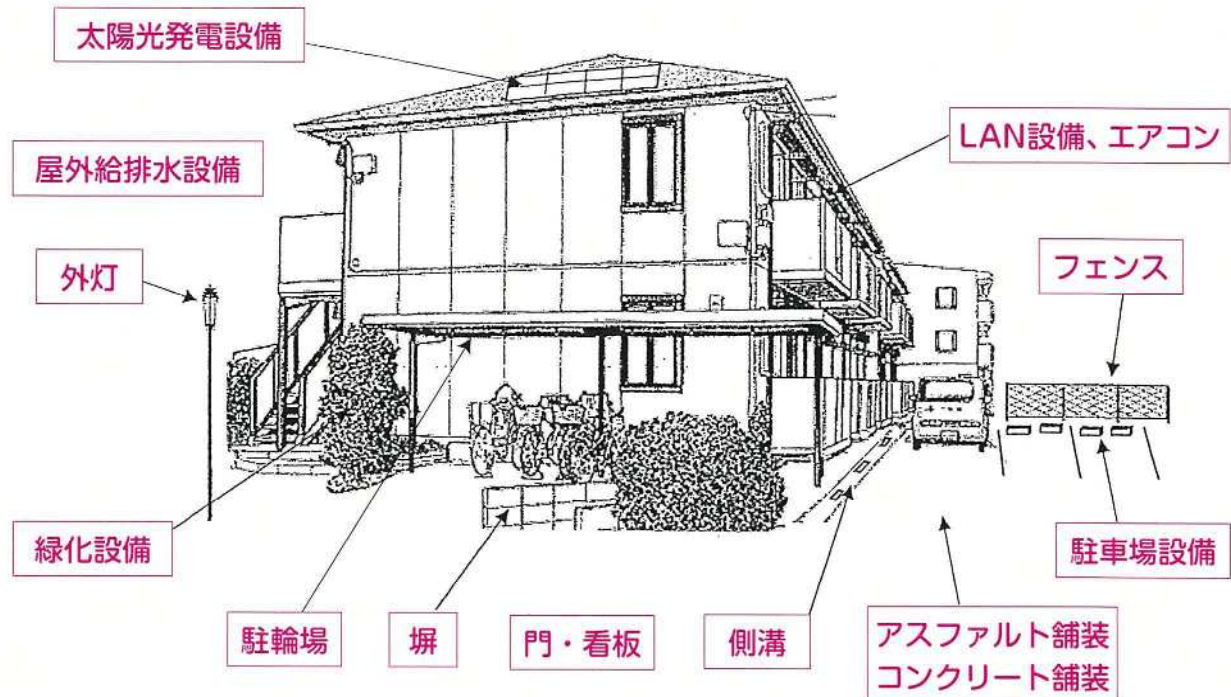 太陽光発電設備
LAN設備、エアコン
屋外給排水設備
外灯
フェンス
緑化設備
駐車場設備
駐輪場
塀
門・看板
側溝
アスファルト舗装
コンクリート舗装